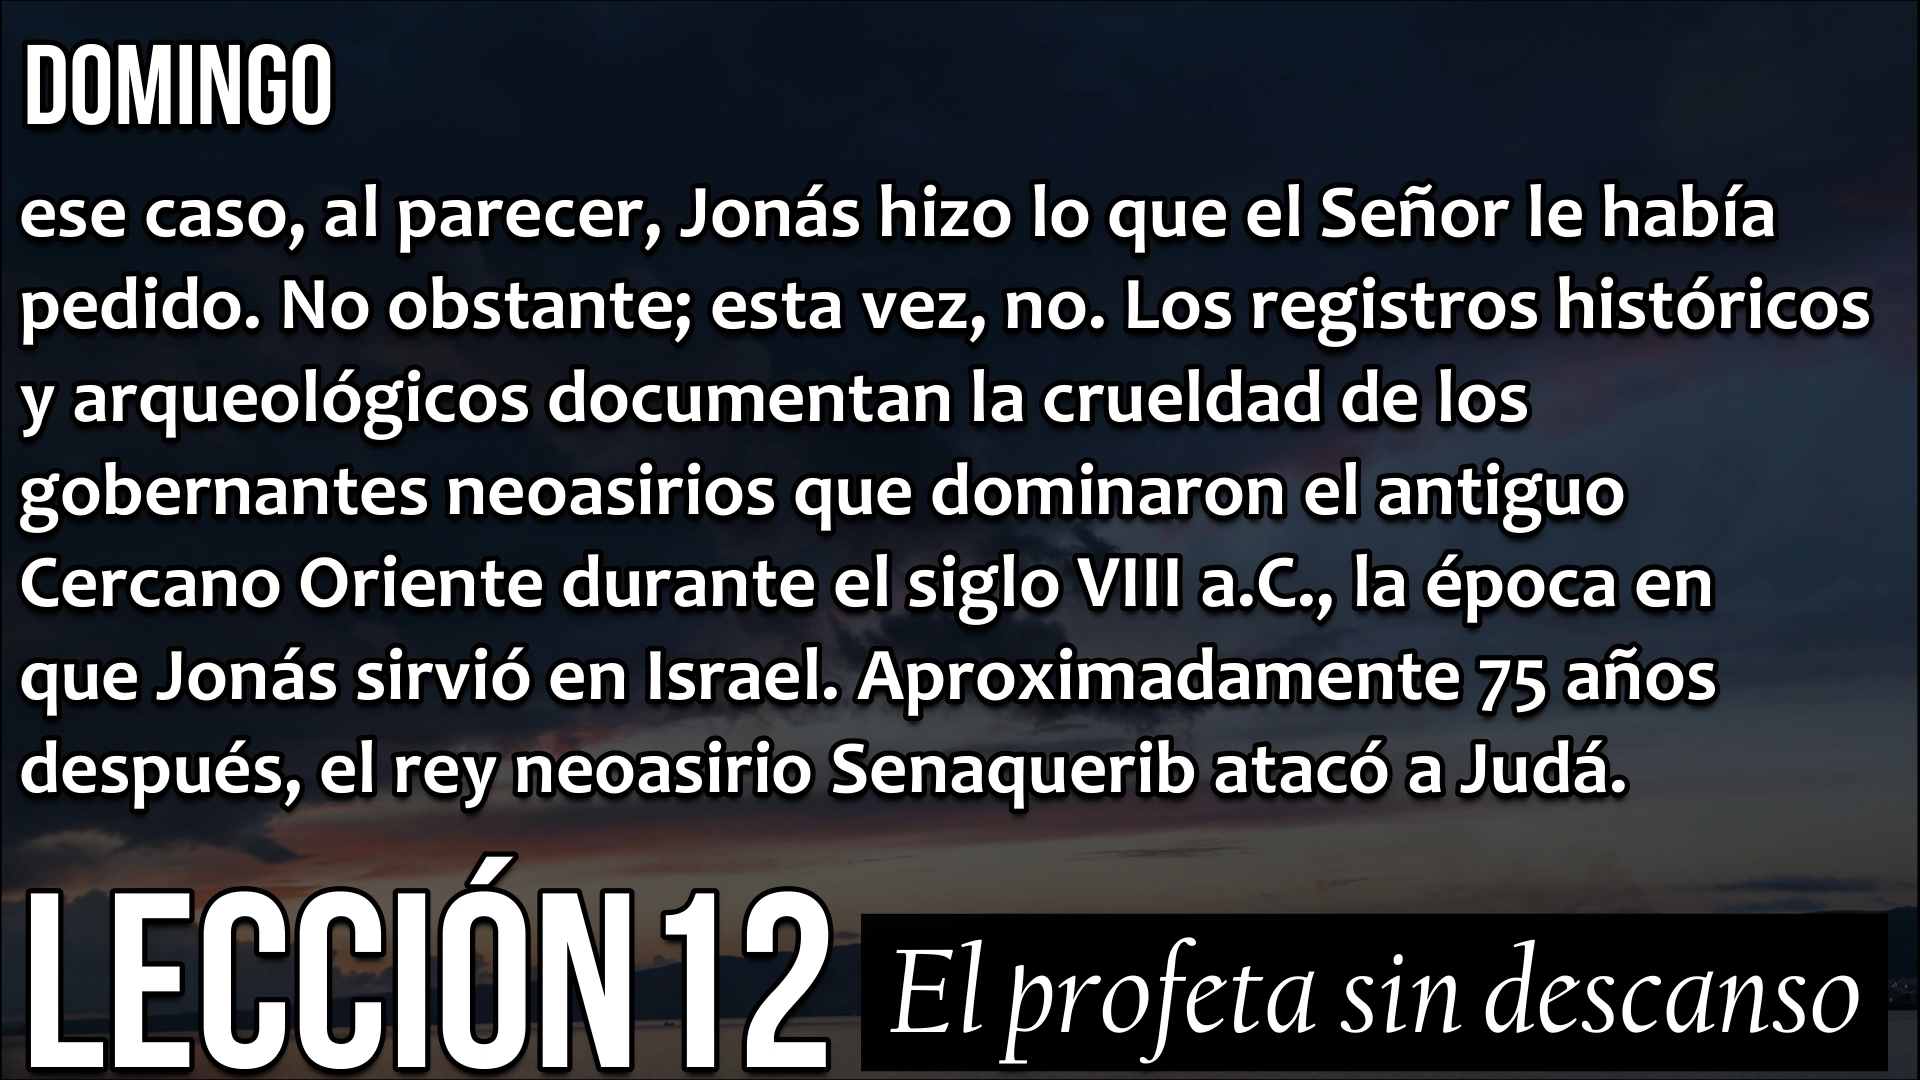 DOMINGO
ese caso, al parecer, Jonás hizo lo que el Señor le había
pedido. No obstante; esta vez, no. Los registros históricos
y arqueológicos documentan la crueldad de los
gobernantes neoasirios que dominaron el antiguo
Cercano Oriente durante el siglo VIII a.C., la época en
que Jonás sirvió en Israel. Aproximadamente 75 años
después, el rey neoasirio Senaquerib atacó a Judá.
LECCIÓN 12
El profeta sin descanso